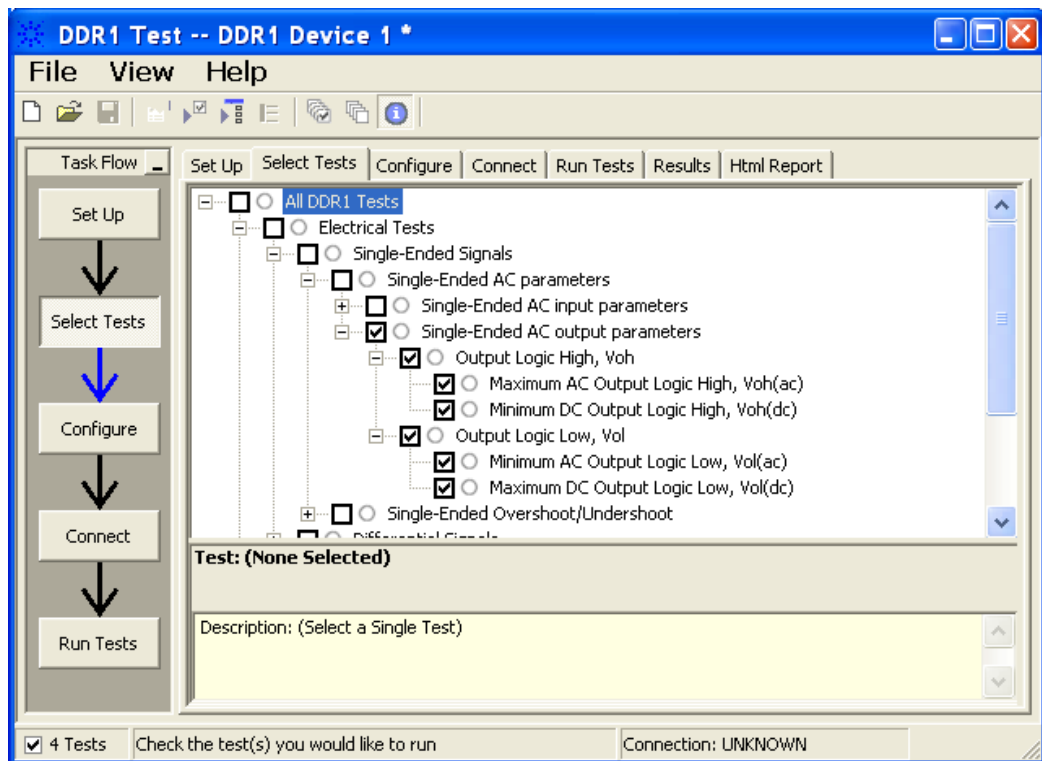 DDR1 Test -- DDR1 Device 1 *
File View Help
Task Flow
Set Up
Select Tests
Configure
Connect
Run Tests
Set Up Select Tests Configure Connect Run Tests Results Html Report
All DDR1 Tests
Electrical Tests
Single-Ended Signals
Single-Ended AC parameters
Single-Ended AC input parameters
Single-Ended AC output parameters
Output Logic High, Voh
Maximum AC Output Logic High, Voh(ac)
Minimum DC Output Logic High, Voh(dc)
Output Logic Low, Vol
Minimum AC Output Logic Low, Vol(ac)
Maximum DC Output Logic Low, Vol(dc)
Single-Ended Overshoot/Undershoot
Differential Signals
Test: (None Selected)
Description: (Select a Single Test)
4 Tests Check the test(s) you would like to run Connection: UNKNOWN